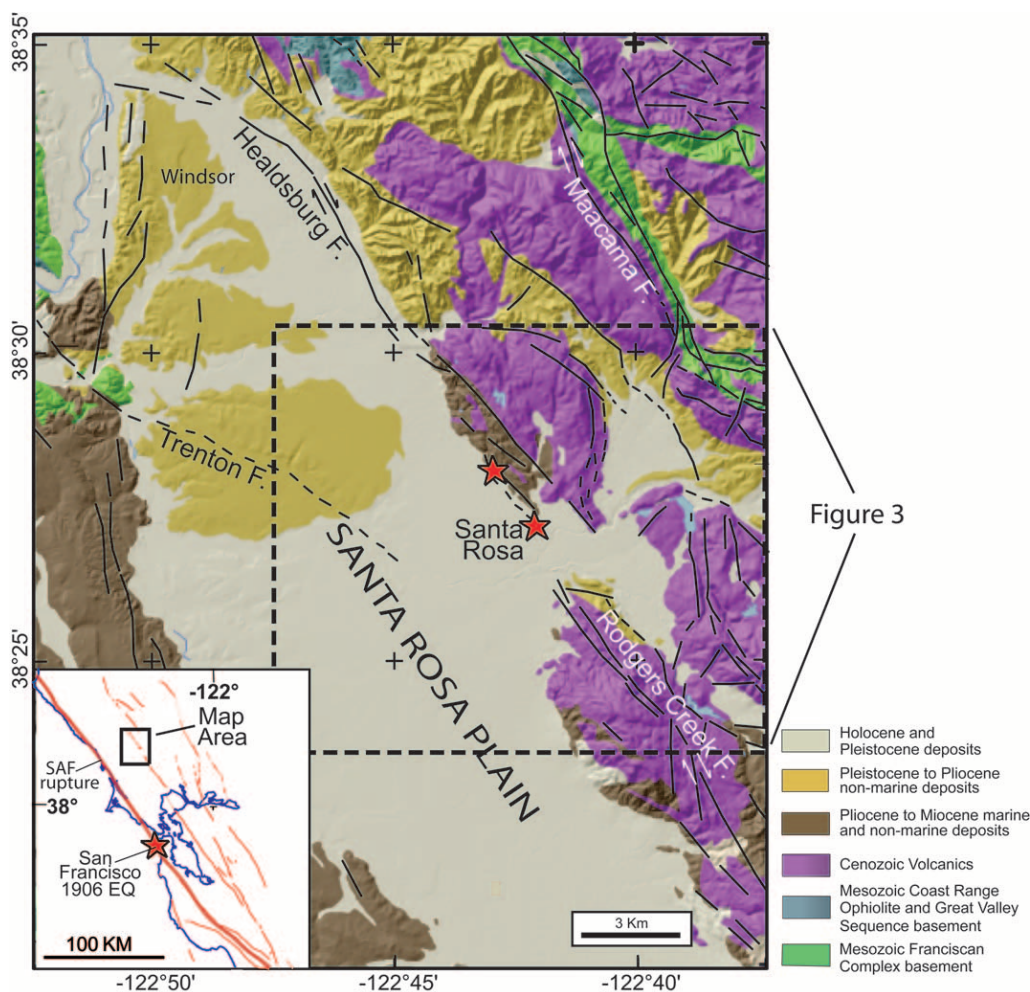 38°35'
Windsor
Healdsburg F.
Maacama F.
38°30'
Trenton F.
Santa
Rosa
Figure 3
SANTA ROSA PLAIN
Rodgers Creek F.
38°25'
-122°
Map
Area
SAF
rupture
38°
San
Francisco
1906 EQ
100 KM
3 Km
-122°50'
-122°45'
-122°40'
Holocene and
Pleistocene deposits
Pleistocene to Pliocene
non-marine deposits
Pliocene to Miocene marine
and non-marine deposits
Cenozoic Volcanics
Mesozoic Coast Range
Ophiolite and Great Valley
Sequence basement
Mesozoic Franciscan
Complex basement